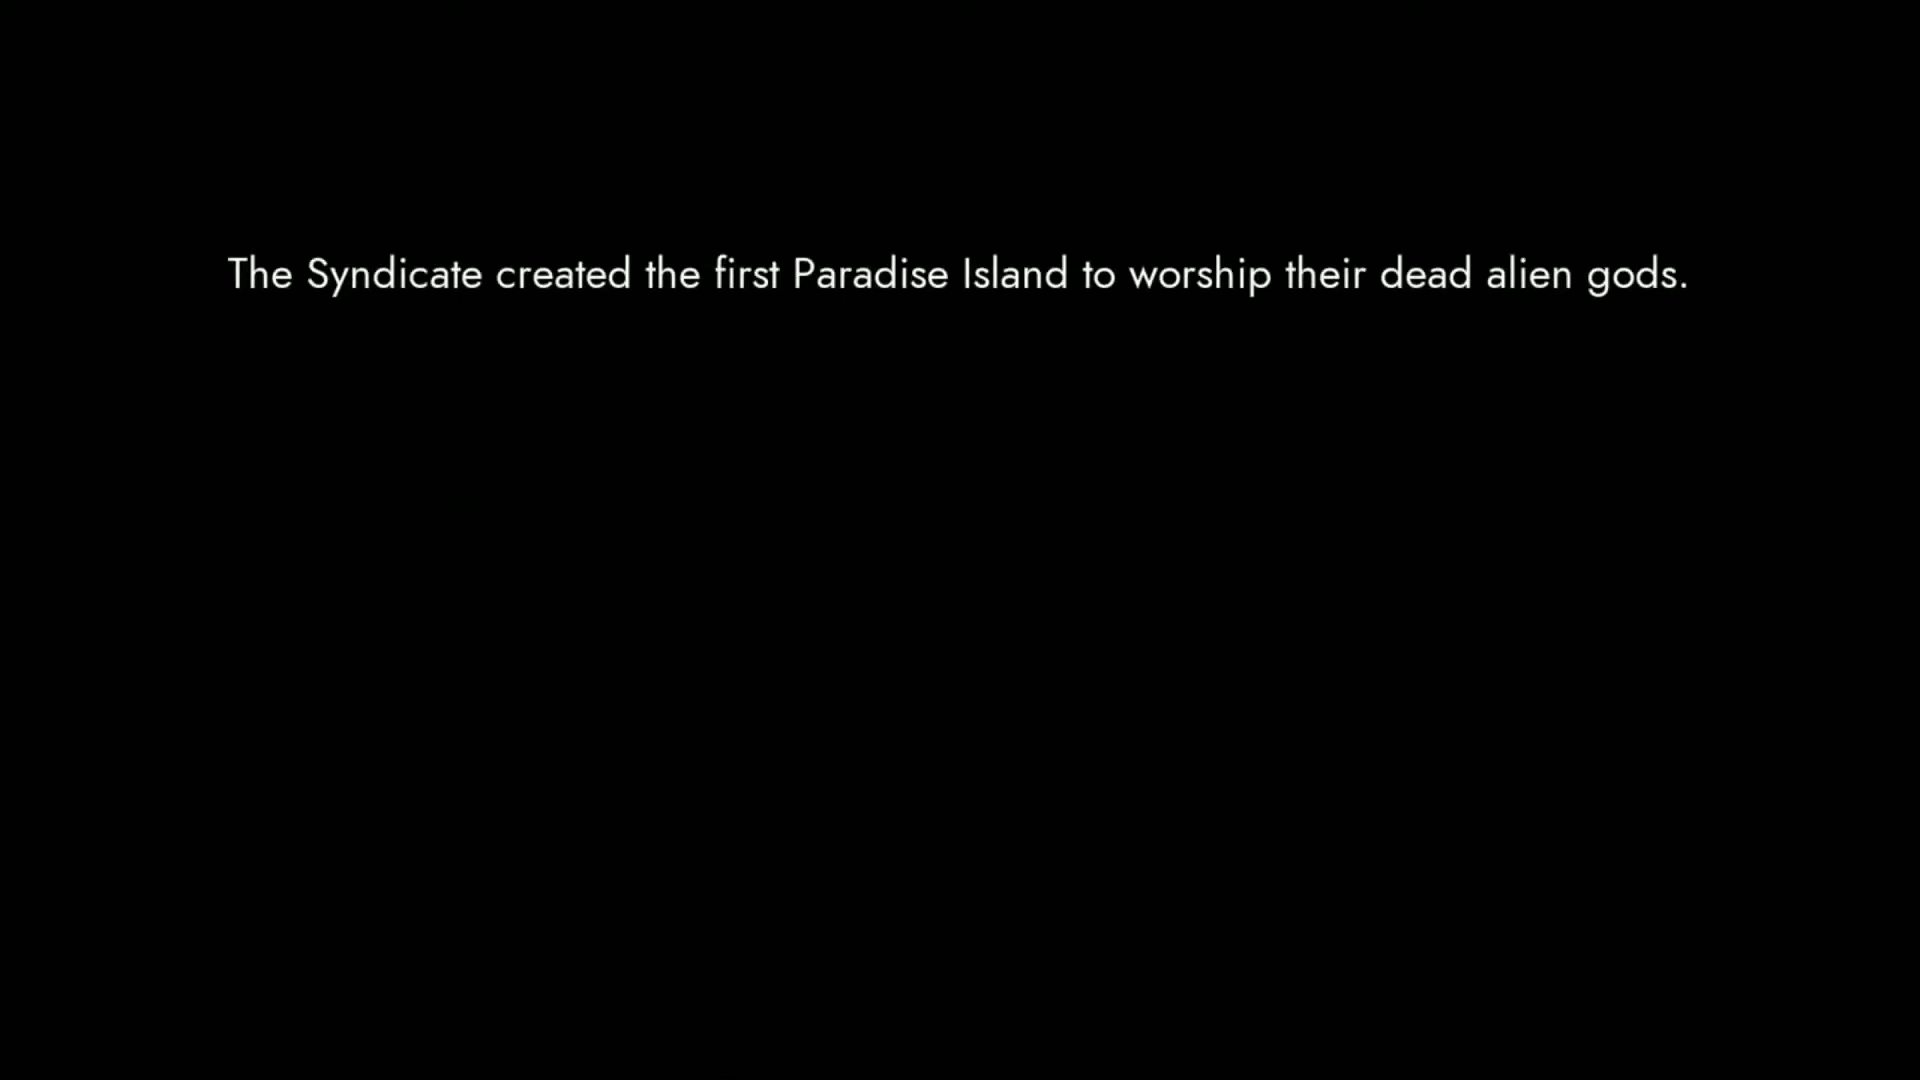 The Syndicate created the first Paradise Island to worship their dead alien gods.